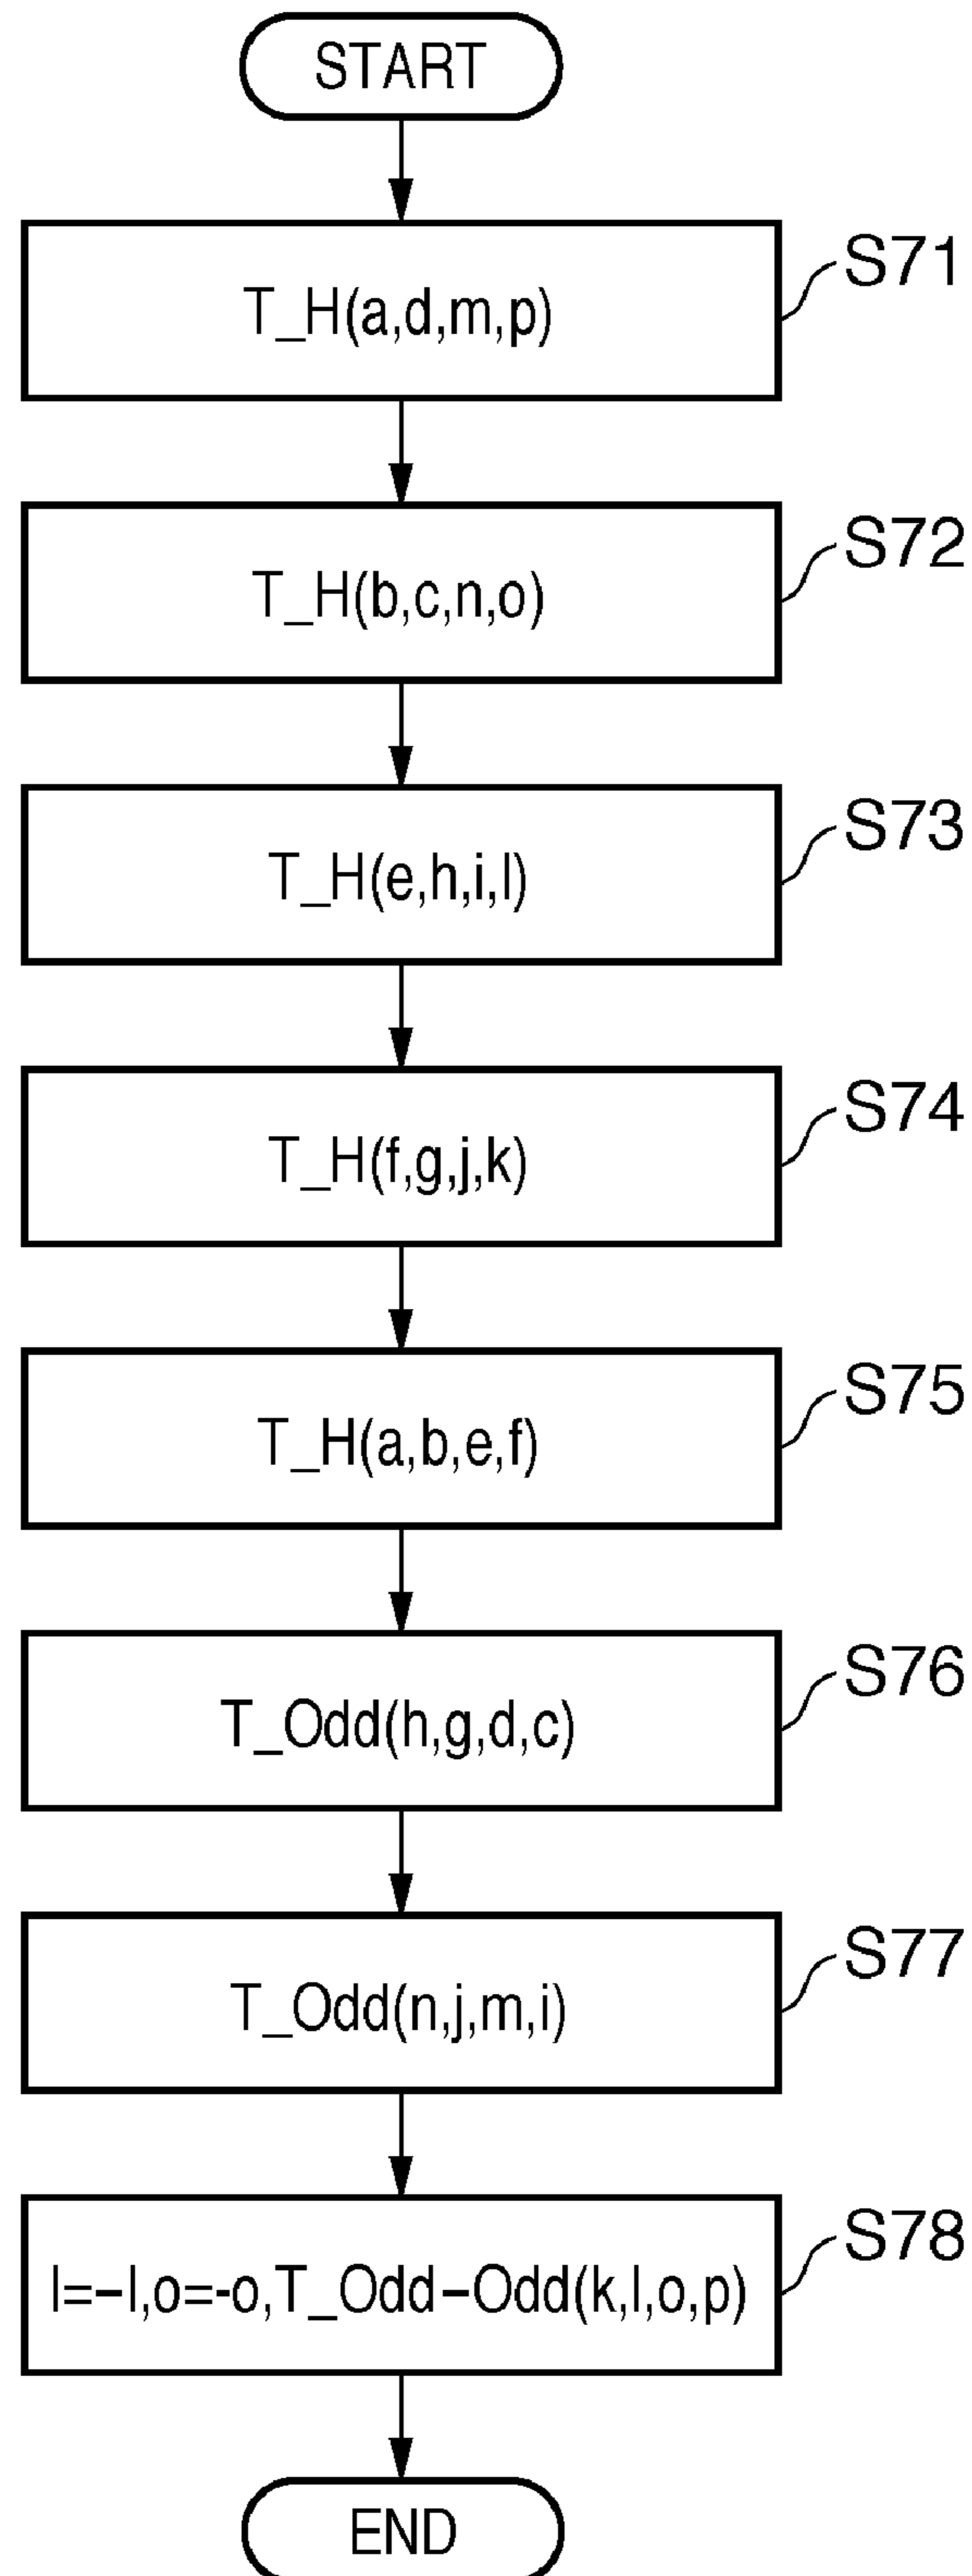 START
T_H(a,d,m,p)
S71
T_H(b,c,n,o)
S72
T_H(e,h,i,l)
S73
T_H(f,g,j,k)
S74
T_H(a,b,e,f)
S75
T_Odd(h,g,d,c)
S76
T_Odd(n,j,m,i)
S77
l=−l,o=-o,T_Odd−Odd(k,l,o,p)
S78
END